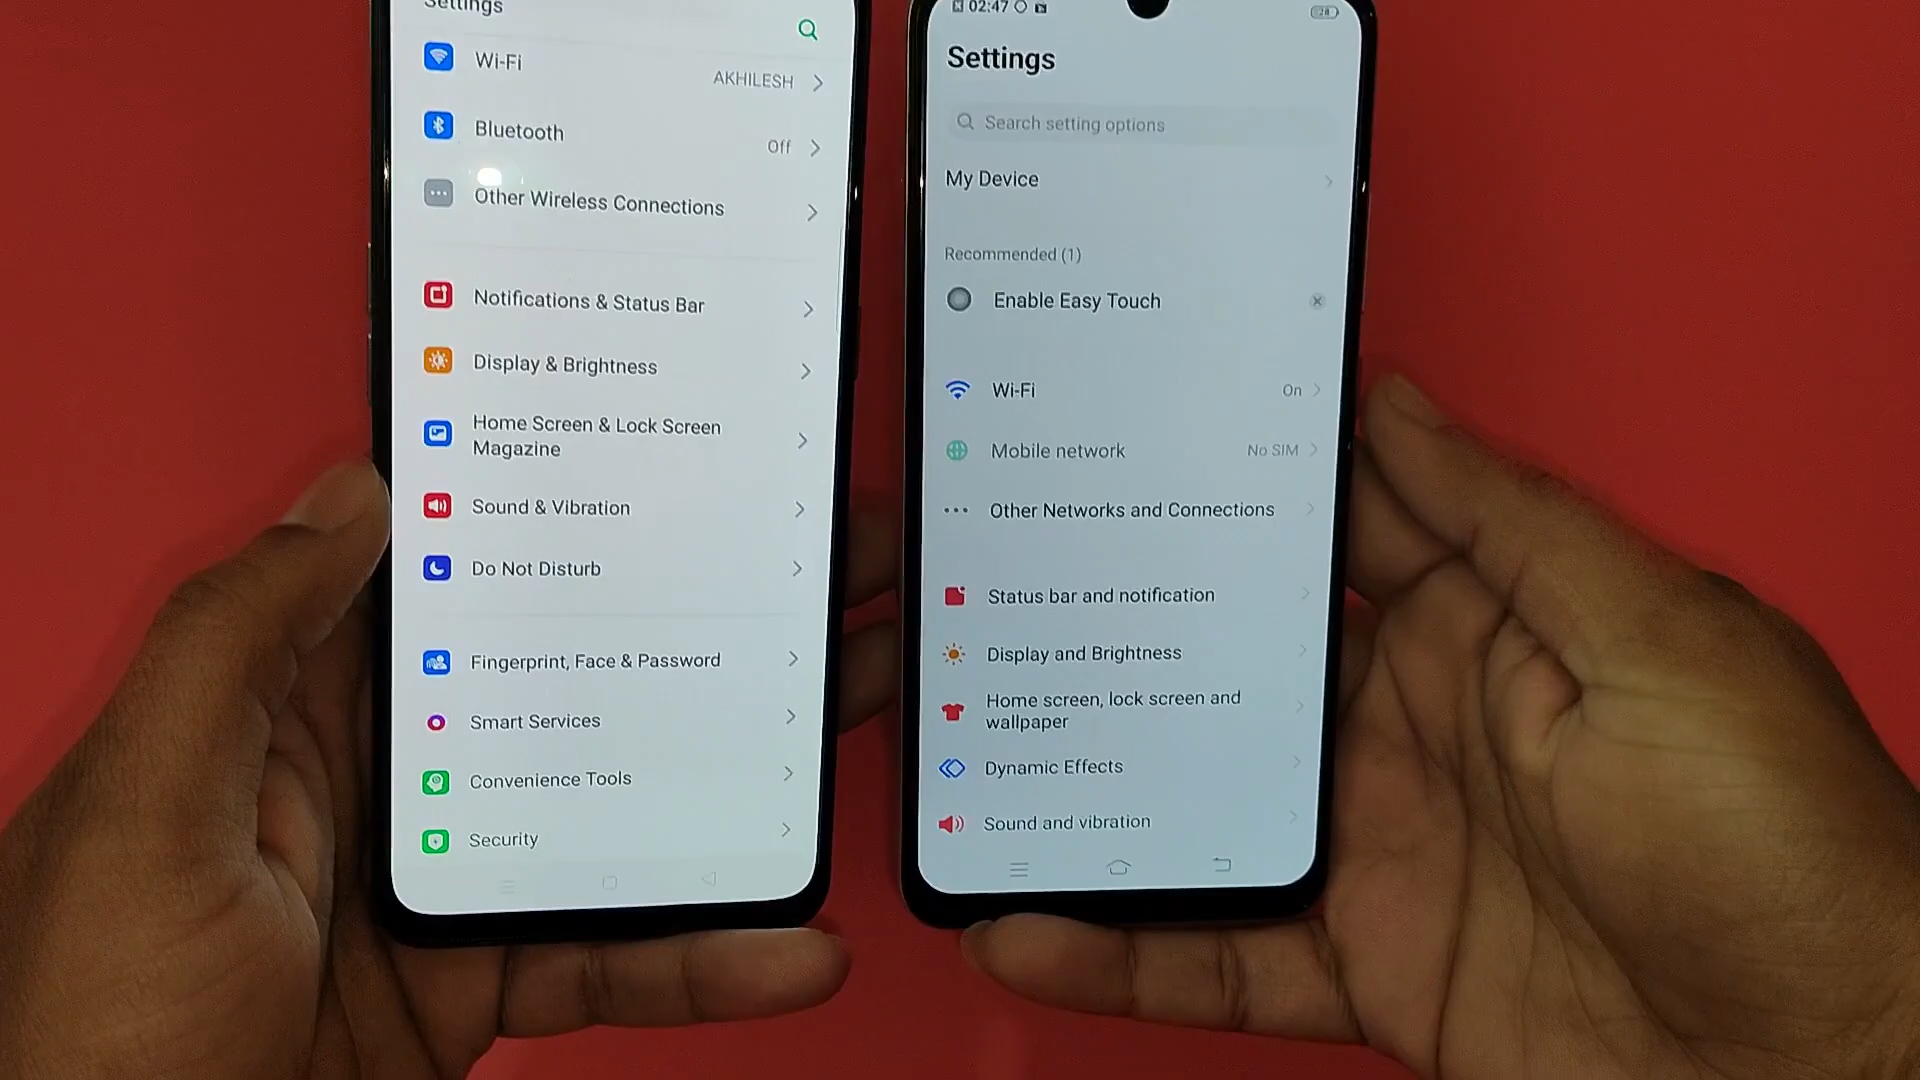 Settings
Wi-Fi
AKHILESH
Bluetooth
Off
Other Wireless Connections
Notifications & Status Bar
Display & Brightness
Home Screen & Lock Screen
Magazine
Sound & Vibration
Do Not Disturb
Fingerprint, Face & Password
Smart Services
Convenience Tools
Security
02:47
28
Settings
Search setting options
My Device
Recommended (1)
Enable Easy Touch
Wi-Fi
On
Mobile network
No SIM
Other Networks and Connections
Status bar and notification
Display and Brightness
Home screen, lock screen and
wallpaper
Dynamic Effects
Sound and vibration